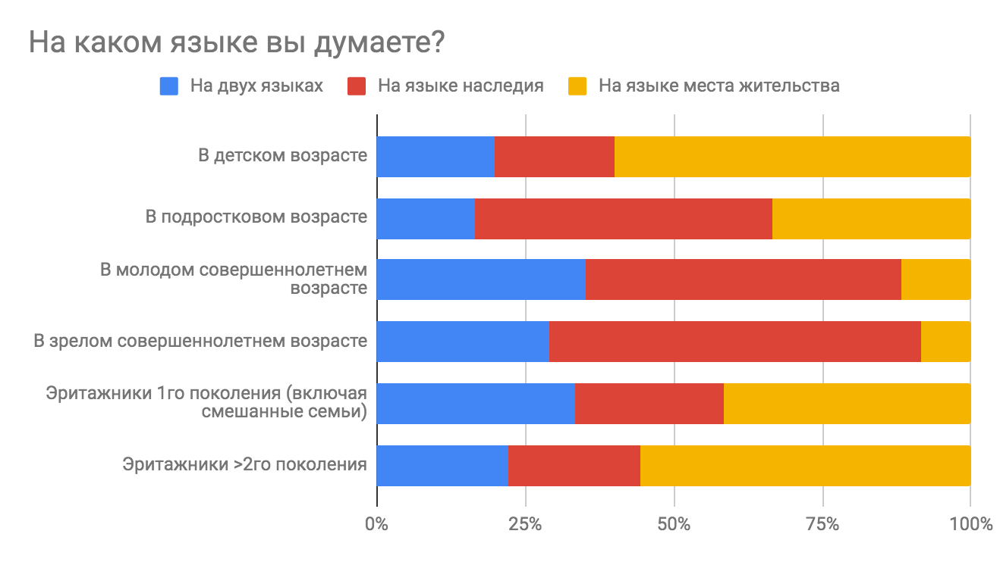 На каком языке вы думаете?
На двух языках
На языке наследия
На языке места жительства
В детском возрасте
В подростковом возрасте
В молодом совершеннолетнем
возрасте
В зрелом совершеннолетнем возрасте
Эритажники 1го поколения (включая
смешанные семьи)
Эритажники >2го поколения
0% 25% 50% 75% 100%